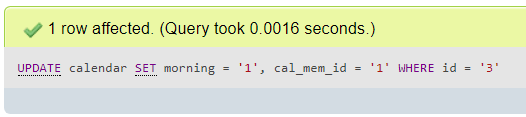 1 row affected. (Query took 0.0016 seconds.)
UPDATE calendar SET morning = '1', cal_mem_id = '1' WHERE id = '3'